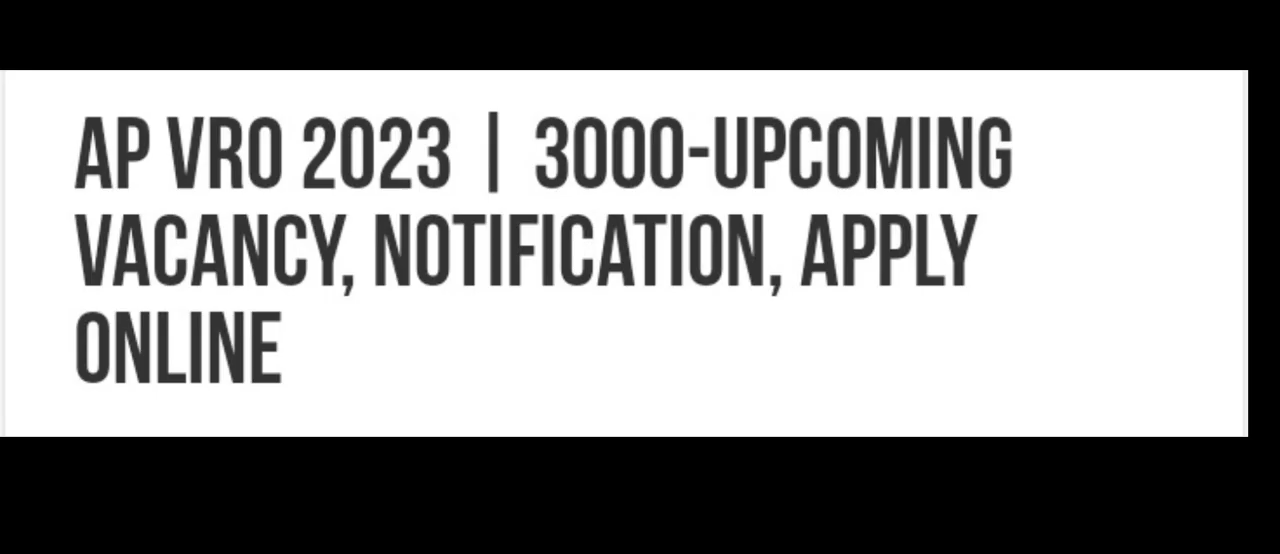 AP VRO 2023 | 3000-UPCOMING
VACANCY, NOTIFICATION, APPLY
ONLINE